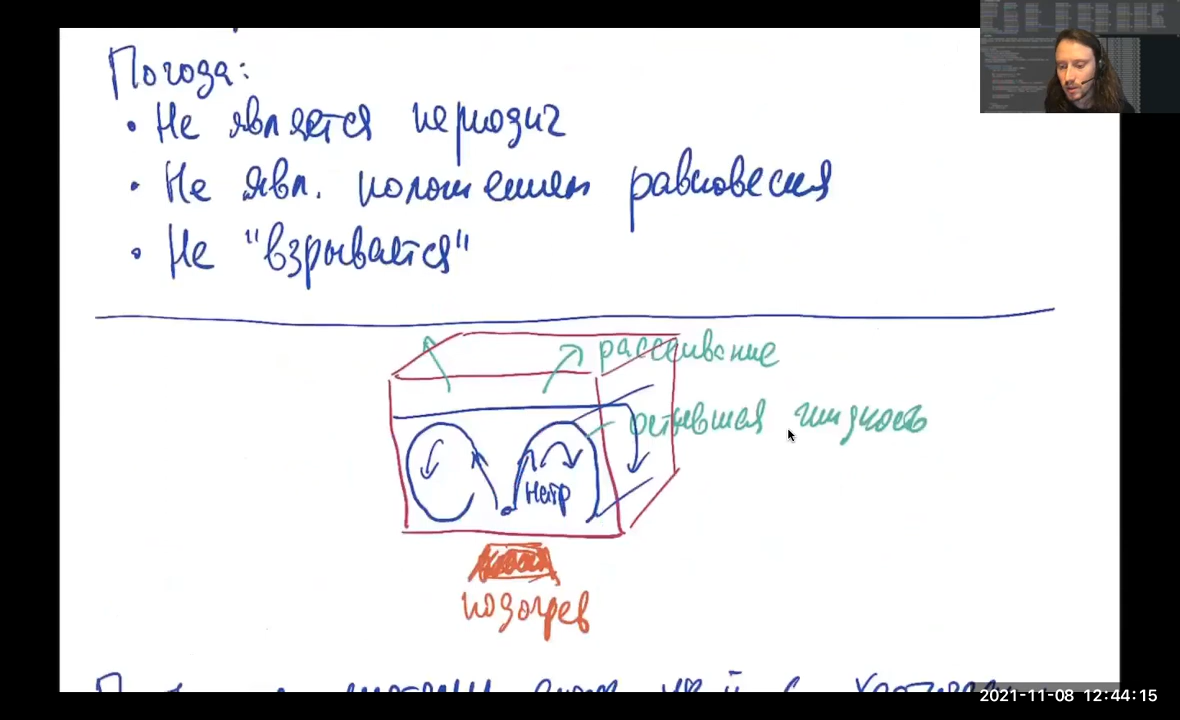 Погода:
• Не является период
• Не явл. положением равновесия
• Не "взрывается"
рассеивание
остывшая жидкость
нагр
подогрев
2021-11-08 12:44:15